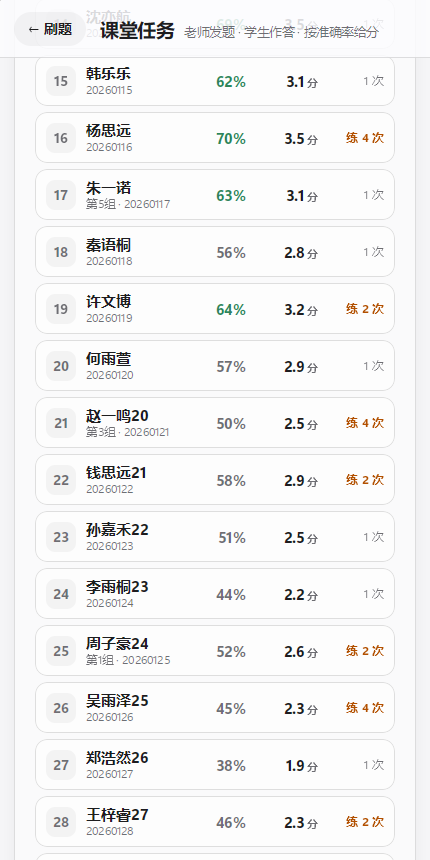 ← 刷题 课堂任务 老师发题 · 学生作答 · 按准确率给分
15 韩乐乐 62% 3.1 分 1 次
20260115
16 杨思远 70% 3.5 分 练 4 次
20260116
17 朱一诺 63% 3.1 分 1 次
第5组 · 20260117
18 秦语桐 56% 2.8 分 1 次
20260118
19 许文博 64% 3.2 分 练 2 次
20260119
20 何雨萱 57% 2.9 分 1 次
20260120
21 赵一鸣20 50% 2.5 分 练 4 次
第3组 · 20260121
22 钱思远21 58% 2.9 分 练 2 次
20260122
23 孙嘉禾22 51% 2.5 分 1 次
20260123
24 李雨桐23 44% 2.2 分 1 次
20260124
25 周子豪24 52% 2.6 分 练 2 次
第1组 · 20260125
26 吴雨泽25 45% 2.3 分 练 4 次
20260126
27 郑浩然26 38% 1.9 分 1 次
20260127
28 王梓睿27 46% 2.3 分 练 2 次
20260128